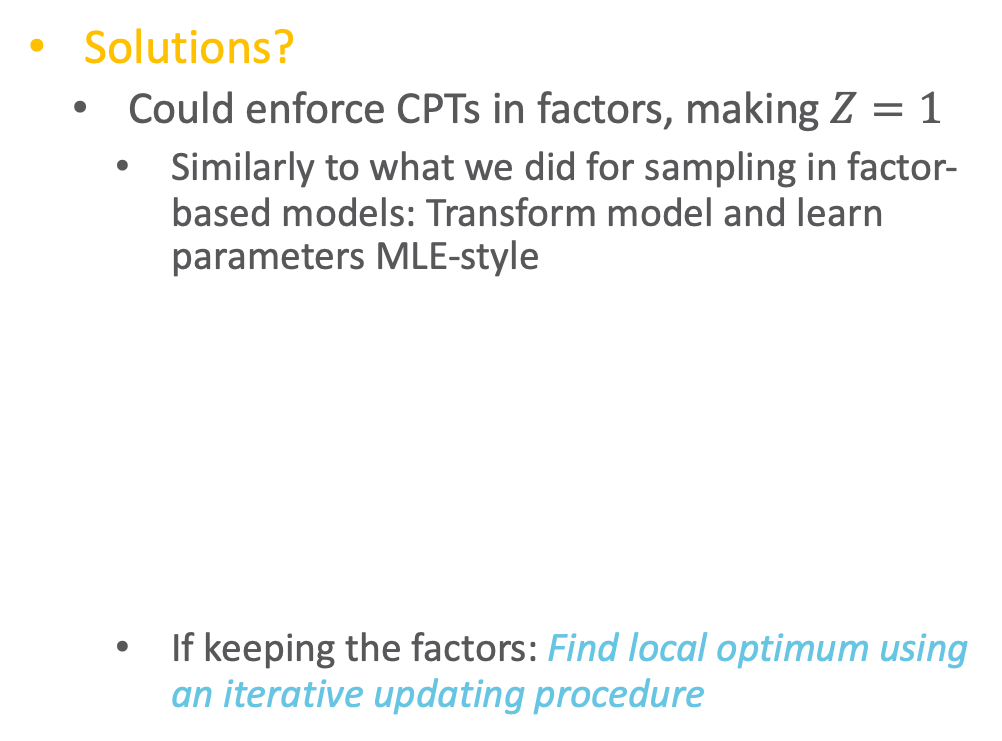 • Solutions?
• Could enforce CPTs in factors, making Z = 1
• Similarly to what we did for sampling in factor-
based models: Transform model and learn
parameters MLE-style
• If keeping the factors: Find local optimum using
an iterative updating procedure